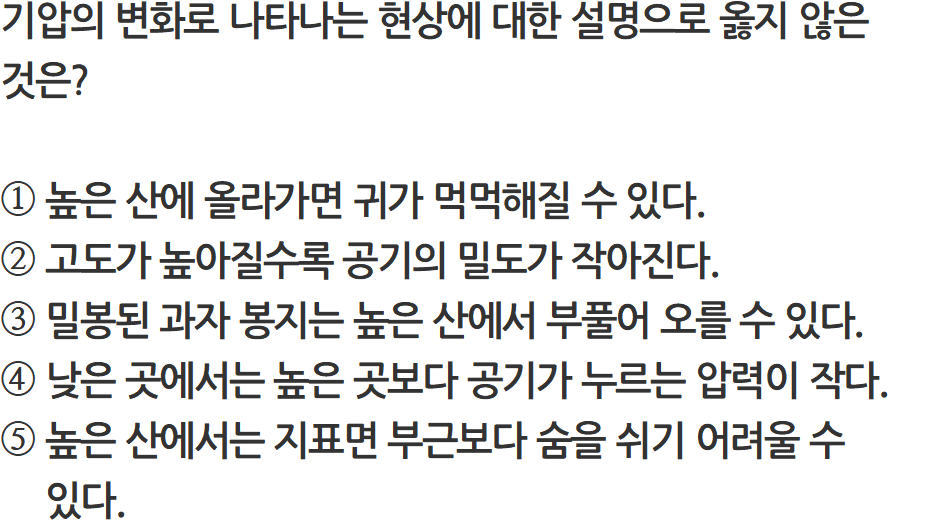 기압의 변화로 나타나는 현상에 대한 설명으로 옳지 않은
것은?
① 높은 산에 올라가면 귀가 먹먹해질 수 있다.
② 고도가 높아질수록 공기의 밀도가 작아진다.
③ 밀봉된 과자 봉지는 높은 산에서 부풀어 오를 수 있다.
④ 낮은 곳에서는 높은 곳보다 공기가 누르는 압력이 작다.
⑤ 높은 산에서는 지표면 부근보다 숨을 쉬기 어려울 수
있다.